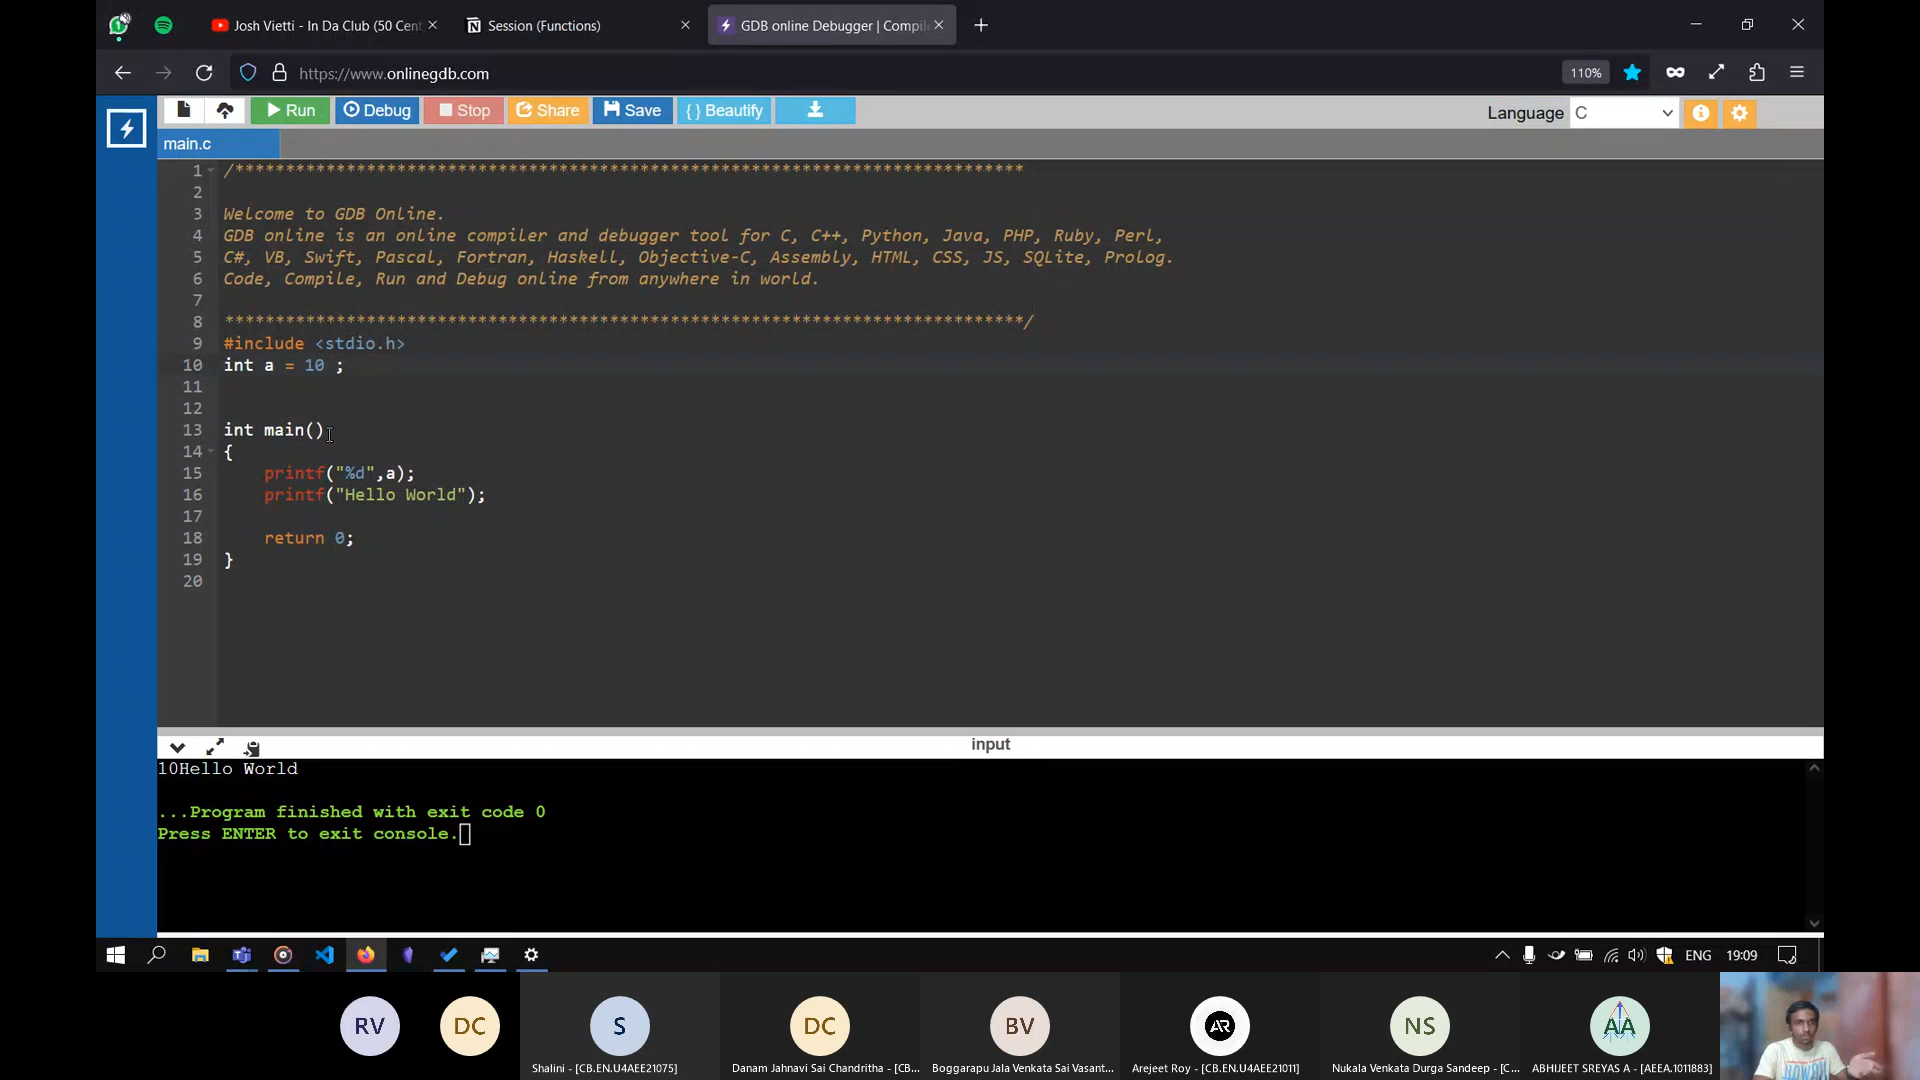 Josh Vietti - In Da Club (50 Cent
Session (Functions)
GDB online Debugger | Compile
https://www.onlinegdb.com
110%
Run
Debug
Stop
Share
Save
{ } Beautify
Language
C
main.c
1 /******************************************************************************
2
3 Welcome to GDB Online.
4 GDB online is an online compiler and debugger tool for C, C++, Python, Java, PHP, Ruby, Perl,
5 C#, VB, Swift, Pascal, Fortran, Haskell, Objective-C, Assembly, HTML, CSS, JS, SQLite, Prolog.
6 Code, Compile, Run and Debug online from anywhere in world.
7
8 *******************************************************************************/
9 #include <stdio.h>
10 int a = 10 ;
11
12
13 int main()
14 {
15 printf("%d",a);
16 printf("Hello World");
17
18 return 0;
19 }
20
input
10Hello World
...Program finished with exit code 0
Press ENTER to exit console.
ENG
19:09
RV
DC
S
DC
BV
AR
NS
AA
Shalini - [CB.EN.U4AEE21075]
Danam Jahnavi Sai Chandritha - (CB...
Boggarapu Jala Venkata Sai Vasant...
Arejeet Roy - [CB.EN.U4AEE21011]
Nukala Venkata Durga Sandeep - [C...
ABHIJEET SREYAS A - [AEEA.1011883]